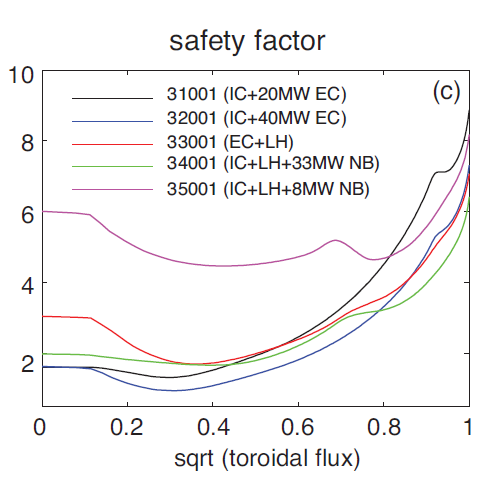 safety factor
(c)
31001 (IC+20MW EC)
32001 (IC+40MW EC)
33001 (EC+LH)
34001 (IC+LH+33MW NB)
35001 (IC+LH+8MW NB)
10
8
6
4
2
0 0.2 0.4 0.6 0.8 1
sqrt (toroidal flux)